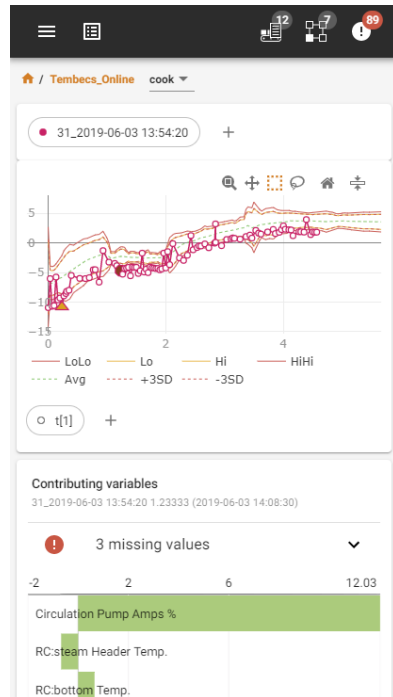 12
7
89
/ Tembecs_Online cook
31_2019-06-03 13:54:20 +
5
0
−5
−10
−15
0 2 4
LoLo Lo Hi HiHi
Avg +3SD -3SD
t[1] +
Contributing variables
31_2019-06-03 13:54:20 1.23333 (2019-06-03 14:08:30)
! 3 missing values
-2 2 6 12.03
Circulation Pump Amps %
RC:steam Header Temp.
RC:bottom Temp.